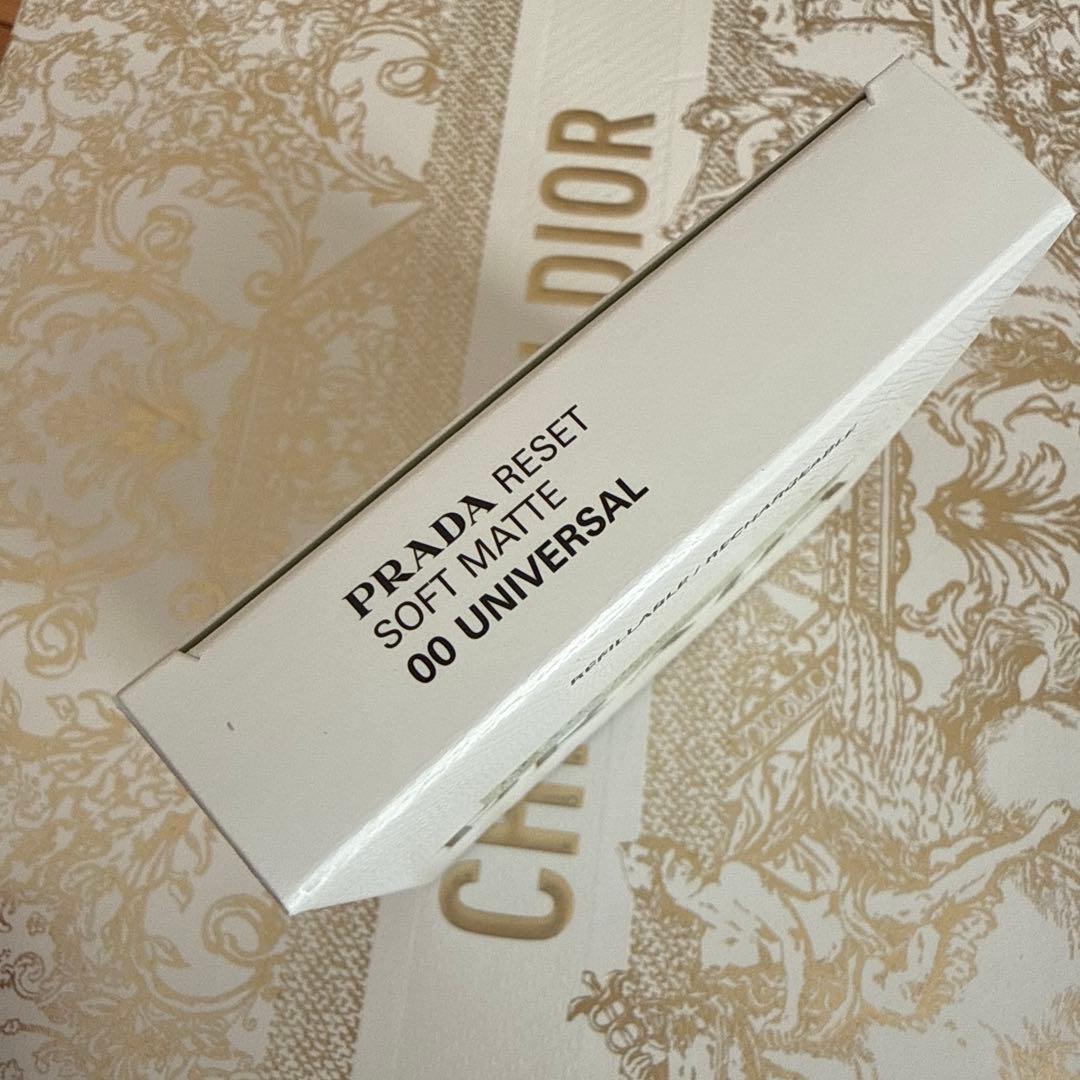 PRADA RESET
SOFT MATTE
00 UNIVERSAL
REFILLABLE / RECHARGEABLE
DIOR